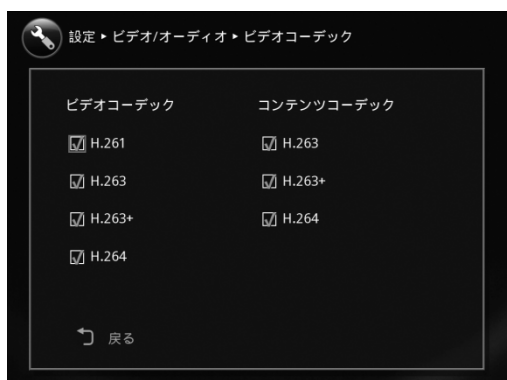 設定 ▸ ビデオ/オーディオ ▸ ビデオコーデック
ビデオコーデック コンテンツコーデック
H.261 H.263
H.263 H.263+
H.263+ H.264
H.264
戻る